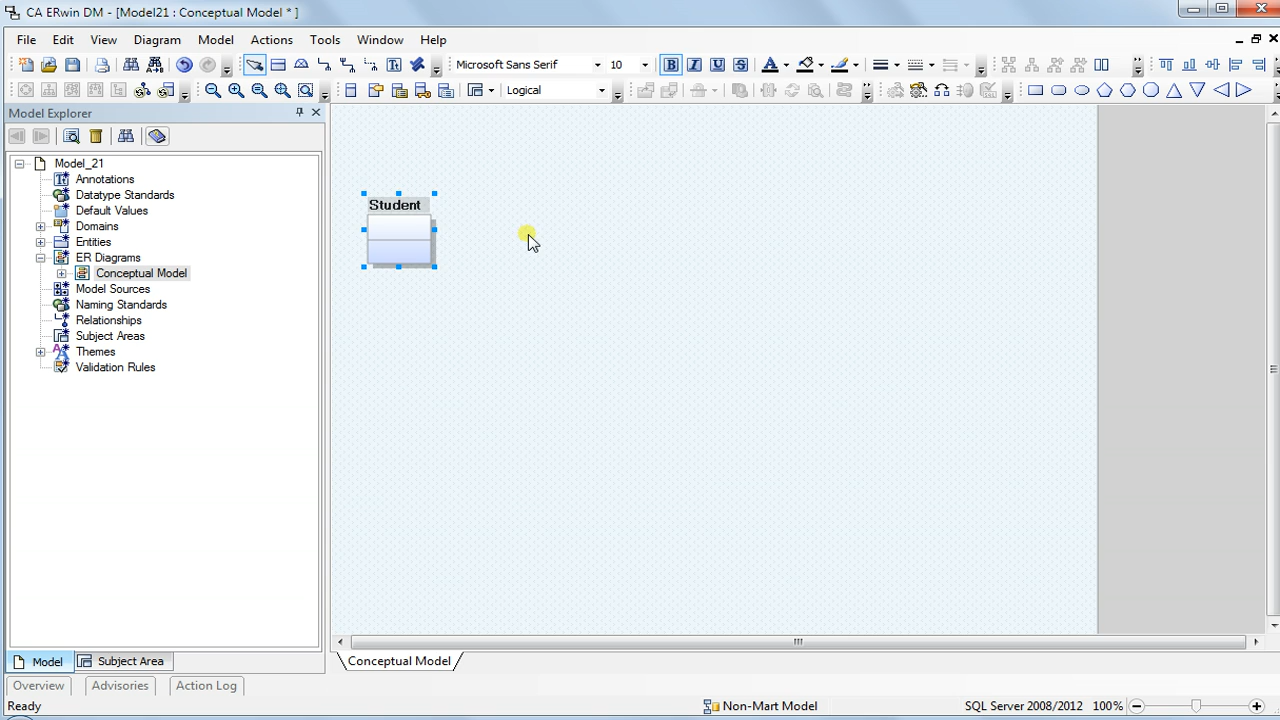 CA ERwin DM - [Model21 : Conceptual Model * ]
File Edit View Diagram Model Actions Tools Window Help
Microsoft Sans Serif 10 B I U S A
Logical
Model Explorer
Model_21
Annotations
Datatype Standards
Default Values
Domains
Entities
ER Diagrams
Conceptual Model
Model Sources
Naming Standards
Relationships
Subject Areas
Themes
Validation Rules
Student
Model Subject Area
Conceptual Model
Overview Advisories Action Log
Ready Non-Mart Model SQL Server 2008/2012 100%